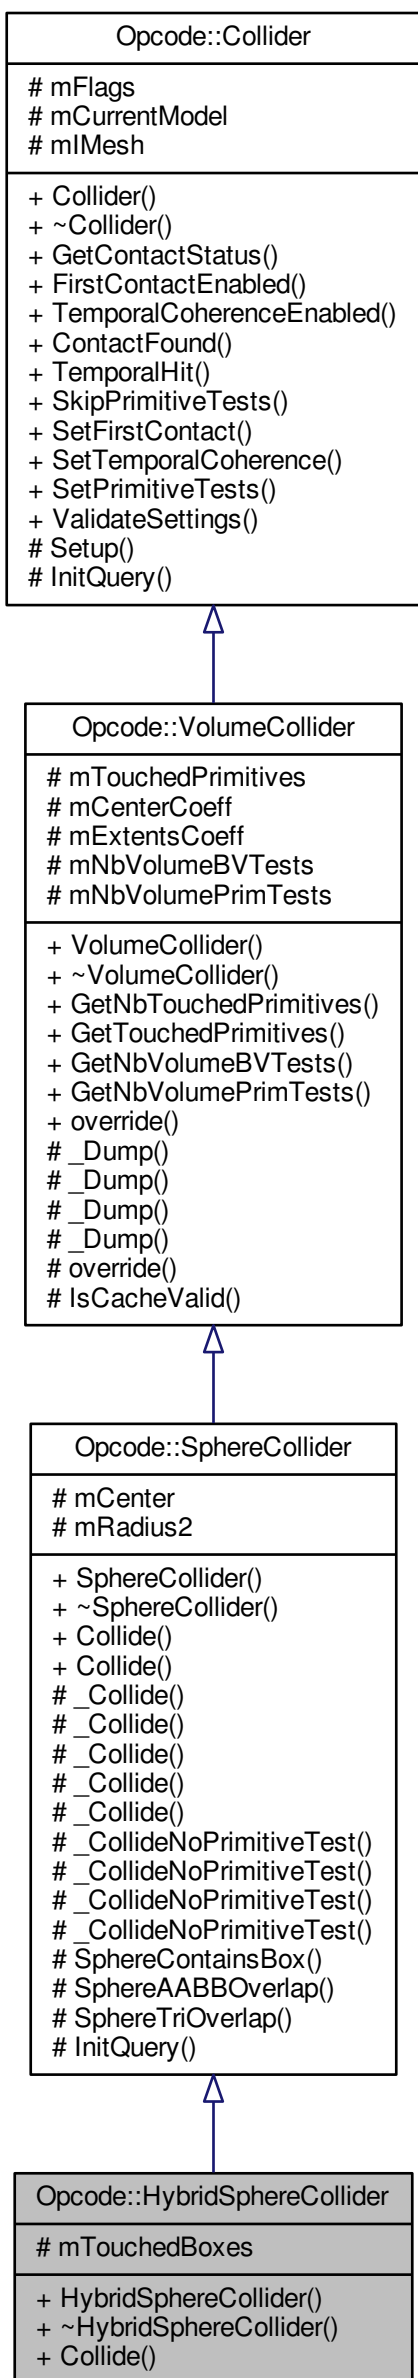 Opcode::Collider
# mFlags
# mCurrentModel
# mIMesh
+ Collider()
+ ~Collider()
+ GetContactStatus()
+ FirstContactEnabled()
+ TemporalCoherenceEnabled()
+ ContactFound()
+ TemporalHit()
+ SkipPrimitiveTests()
+ SetFirstContact()
+ SetTemporalCoherence()
+ SetPrimitiveTests()
+ ValidateSettings()
# Setup()
# InitQuery()
Opcode::VolumeCollider
# mTouchedPrimitives
# mCenterCoeff
# mExtentsCoeff
# mNbVolumeBVTests
# mNbVolumePrimTests
+ VolumeCollider()
+ ~VolumeCollider()
+ GetNbTouchedPrimitives()
+ GetTouchedPrimitives()
+ GetNbVolumeBVTests()
+ GetNbVolumePrimTests()
+ override()
# _Dump()
# _Dump()
# _Dump()
# _Dump()
# override()
# IsCacheValid()
Opcode::SphereCollider
# mCenter
# mRadius2
+ SphereCollider()
+ ~SphereCollider()
+ Collide()
+ Collide()
# _Collide()
# _Collide()
# _Collide()
# _Collide()
# _Collide()
# _CollideNoPrimitiveTest()
# _CollideNoPrimitiveTest()
# _CollideNoPrimitiveTest()
# _CollideNoPrimitiveTest()
# SphereContainsBox()
# SphereAABBOverlap()
# SphereTriOverlap()
# InitQuery()
Opcode::HybridSphereCollider
# mTouchedBoxes
+ HybridSphereCollider()
+ ~HybridSphereCollider()
+ Collide()